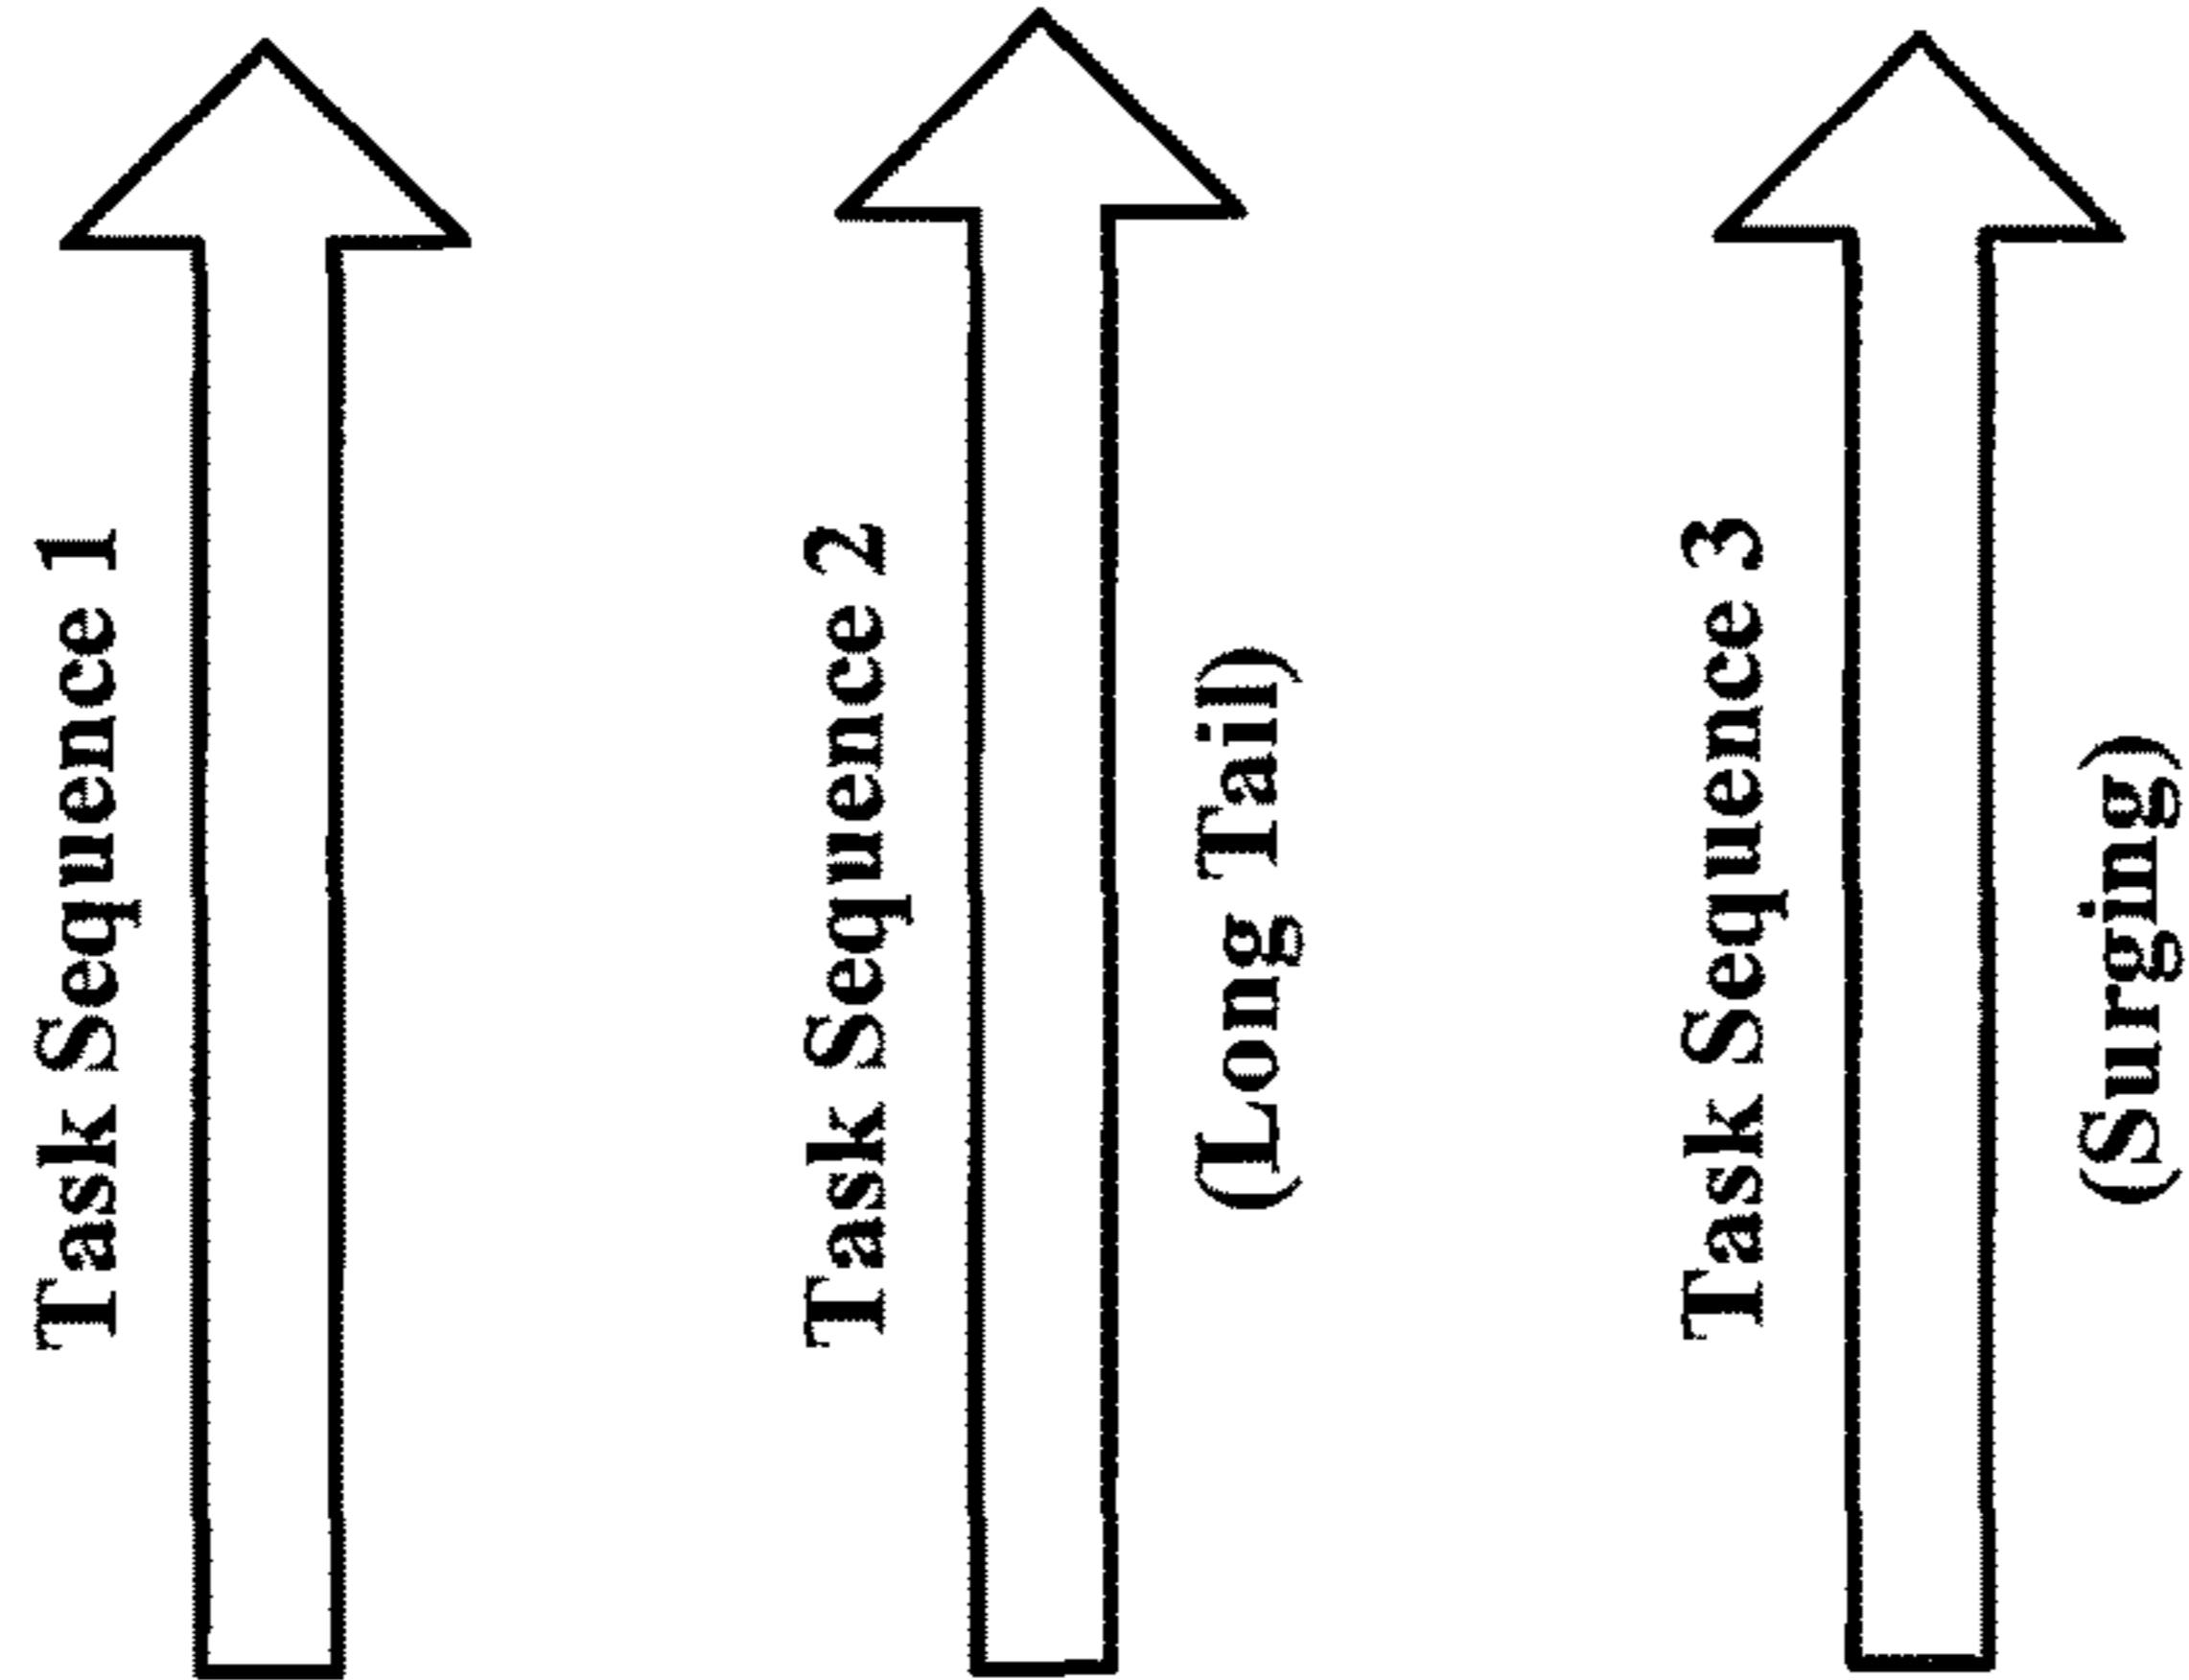 Task Sequence 1
Task Sequence 2
(Long Tail)
Task Sequence 3
(Surging)